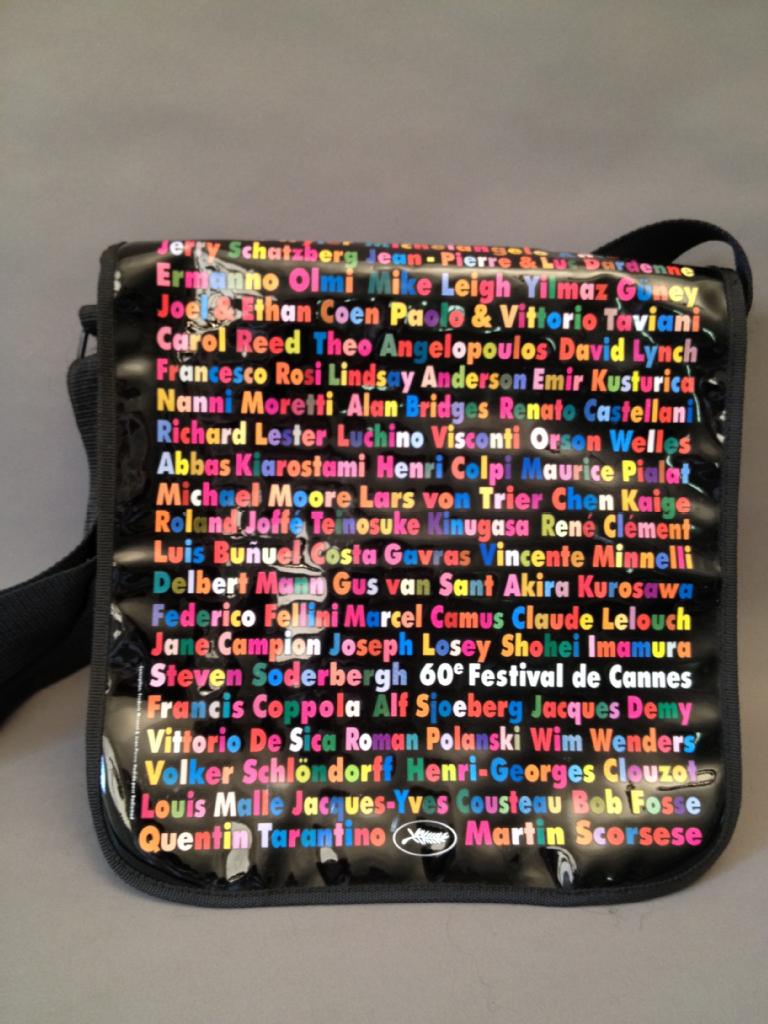 Michelangelo
Jerry Schatzberg Jean-Pierre & Luc Dardenne
Ermanno Olmi Mike Leigh Yilmaz Güney
Joel & Ethan Coen Paolo & Vittorio Taviani
Carol Reed Theo Angelopoulos David Lynch
Francesco Rosi Lindsay Anderson Emir Kusturica
Nanni Moretti Alan Bridges Renato Castellani
Richard Lester Luchino Visconti Orson Welles
Abbas Kiarostami Henri Colpi Maurice Pialat
Michael Moore Lars von Trier Chen Kaige
Roland Joffé Teinosuke Kinugasa René Clément
Luis Buñuel Costa Gavras Vincente Minnelli
Delbert Mann Gus van Sant Akira Kurosawa
Federico Fellini Marcel Camus Claude Lelouch
Jane Campion Joseph Losey Shohei Imamura
Steven Soderbergh 60e Festival de Cannes
Francis Coppola Alf Sjoeberg Jacques Demy
Vittorio De Sica Roman Polanski Wim Wenders
Volker Schlöndorff Henri-Georges Clouzot
Louis Malle Jacques-Yves Cousteau Bob Fosse
Quentin Tarantino Martin Scorsese